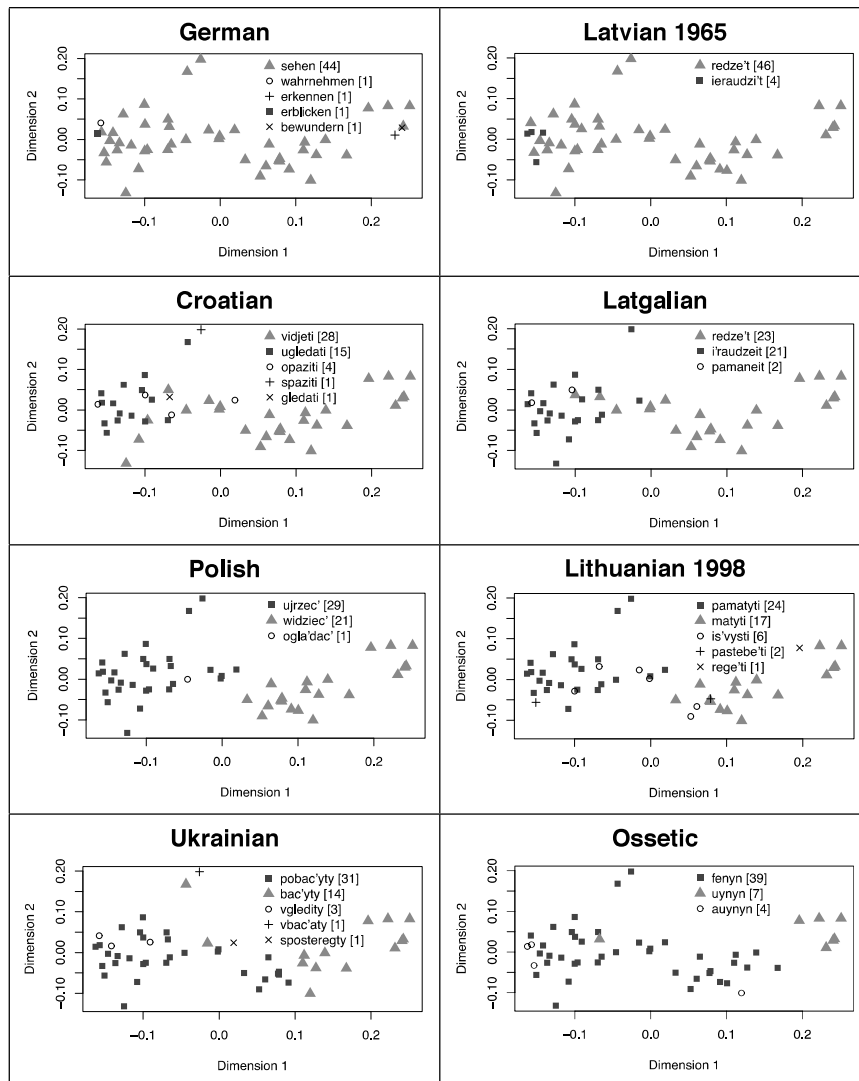 German
sehen [44]
wahrnehmen [1]
erkennen [1]
erblicken [1]
bewundern [1]
Dimension 2
0.20
0.10
0.00
−0.10
−0.1
0.0
0.1
0.2
Dimension 1
Latvian 1965
redze't [46]
ieraudzi't [4]
Dimension 2
0.20
0.10
0.00
−0.10
−0.1
0.0
0.1
0.2
Dimension 1
Croatian
vidjeti [28]
ugledati [15]
opaziti [4]
spaziti [1]
gledati [1]
Dimension 2
0.20
0.10
0.00
−0.10
−0.1
0.0
0.1
0.2
Dimension 1
Latgalian
redze't [23]
i'raudzeit [21]
pamaneit [2]
Dimension 2
0.20
0.10
0.00
−0.10
−0.1
0.0
0.1
0.2
Dimension 1
Polish
ujrzec' [29]
widziec' [21]
ogla'dac' [1]
Dimension 2
0.20
0.10
0.00
−0.10
−0.1
0.0
0.1
0.2
Dimension 1
Lithuanian 1998
pamatyti [24]
matyti [17]
is'vysti [6]
pastebe'ti [2]
rege'ti [1]
Dimension 2
0.20
0.10
0.00
−0.10
−0.1
0.0
0.1
0.2
Dimension 1
Ukrainian
pobac'yty [31]
bac'yty [14]
vgledity [3]
vbac'aty [1]
sposteregty [1]
Dimension 2
0.20
0.10
0.00
−0.10
−0.1
0.0
0.1
0.2
Dimension 1
Ossetic
fenyn [39]
uynyn [7]
auynyn [4]
Dimension 2
0.20
0.10
0.00
−0.10
−0.1
0.0
0.1
0.2
Dimension 1